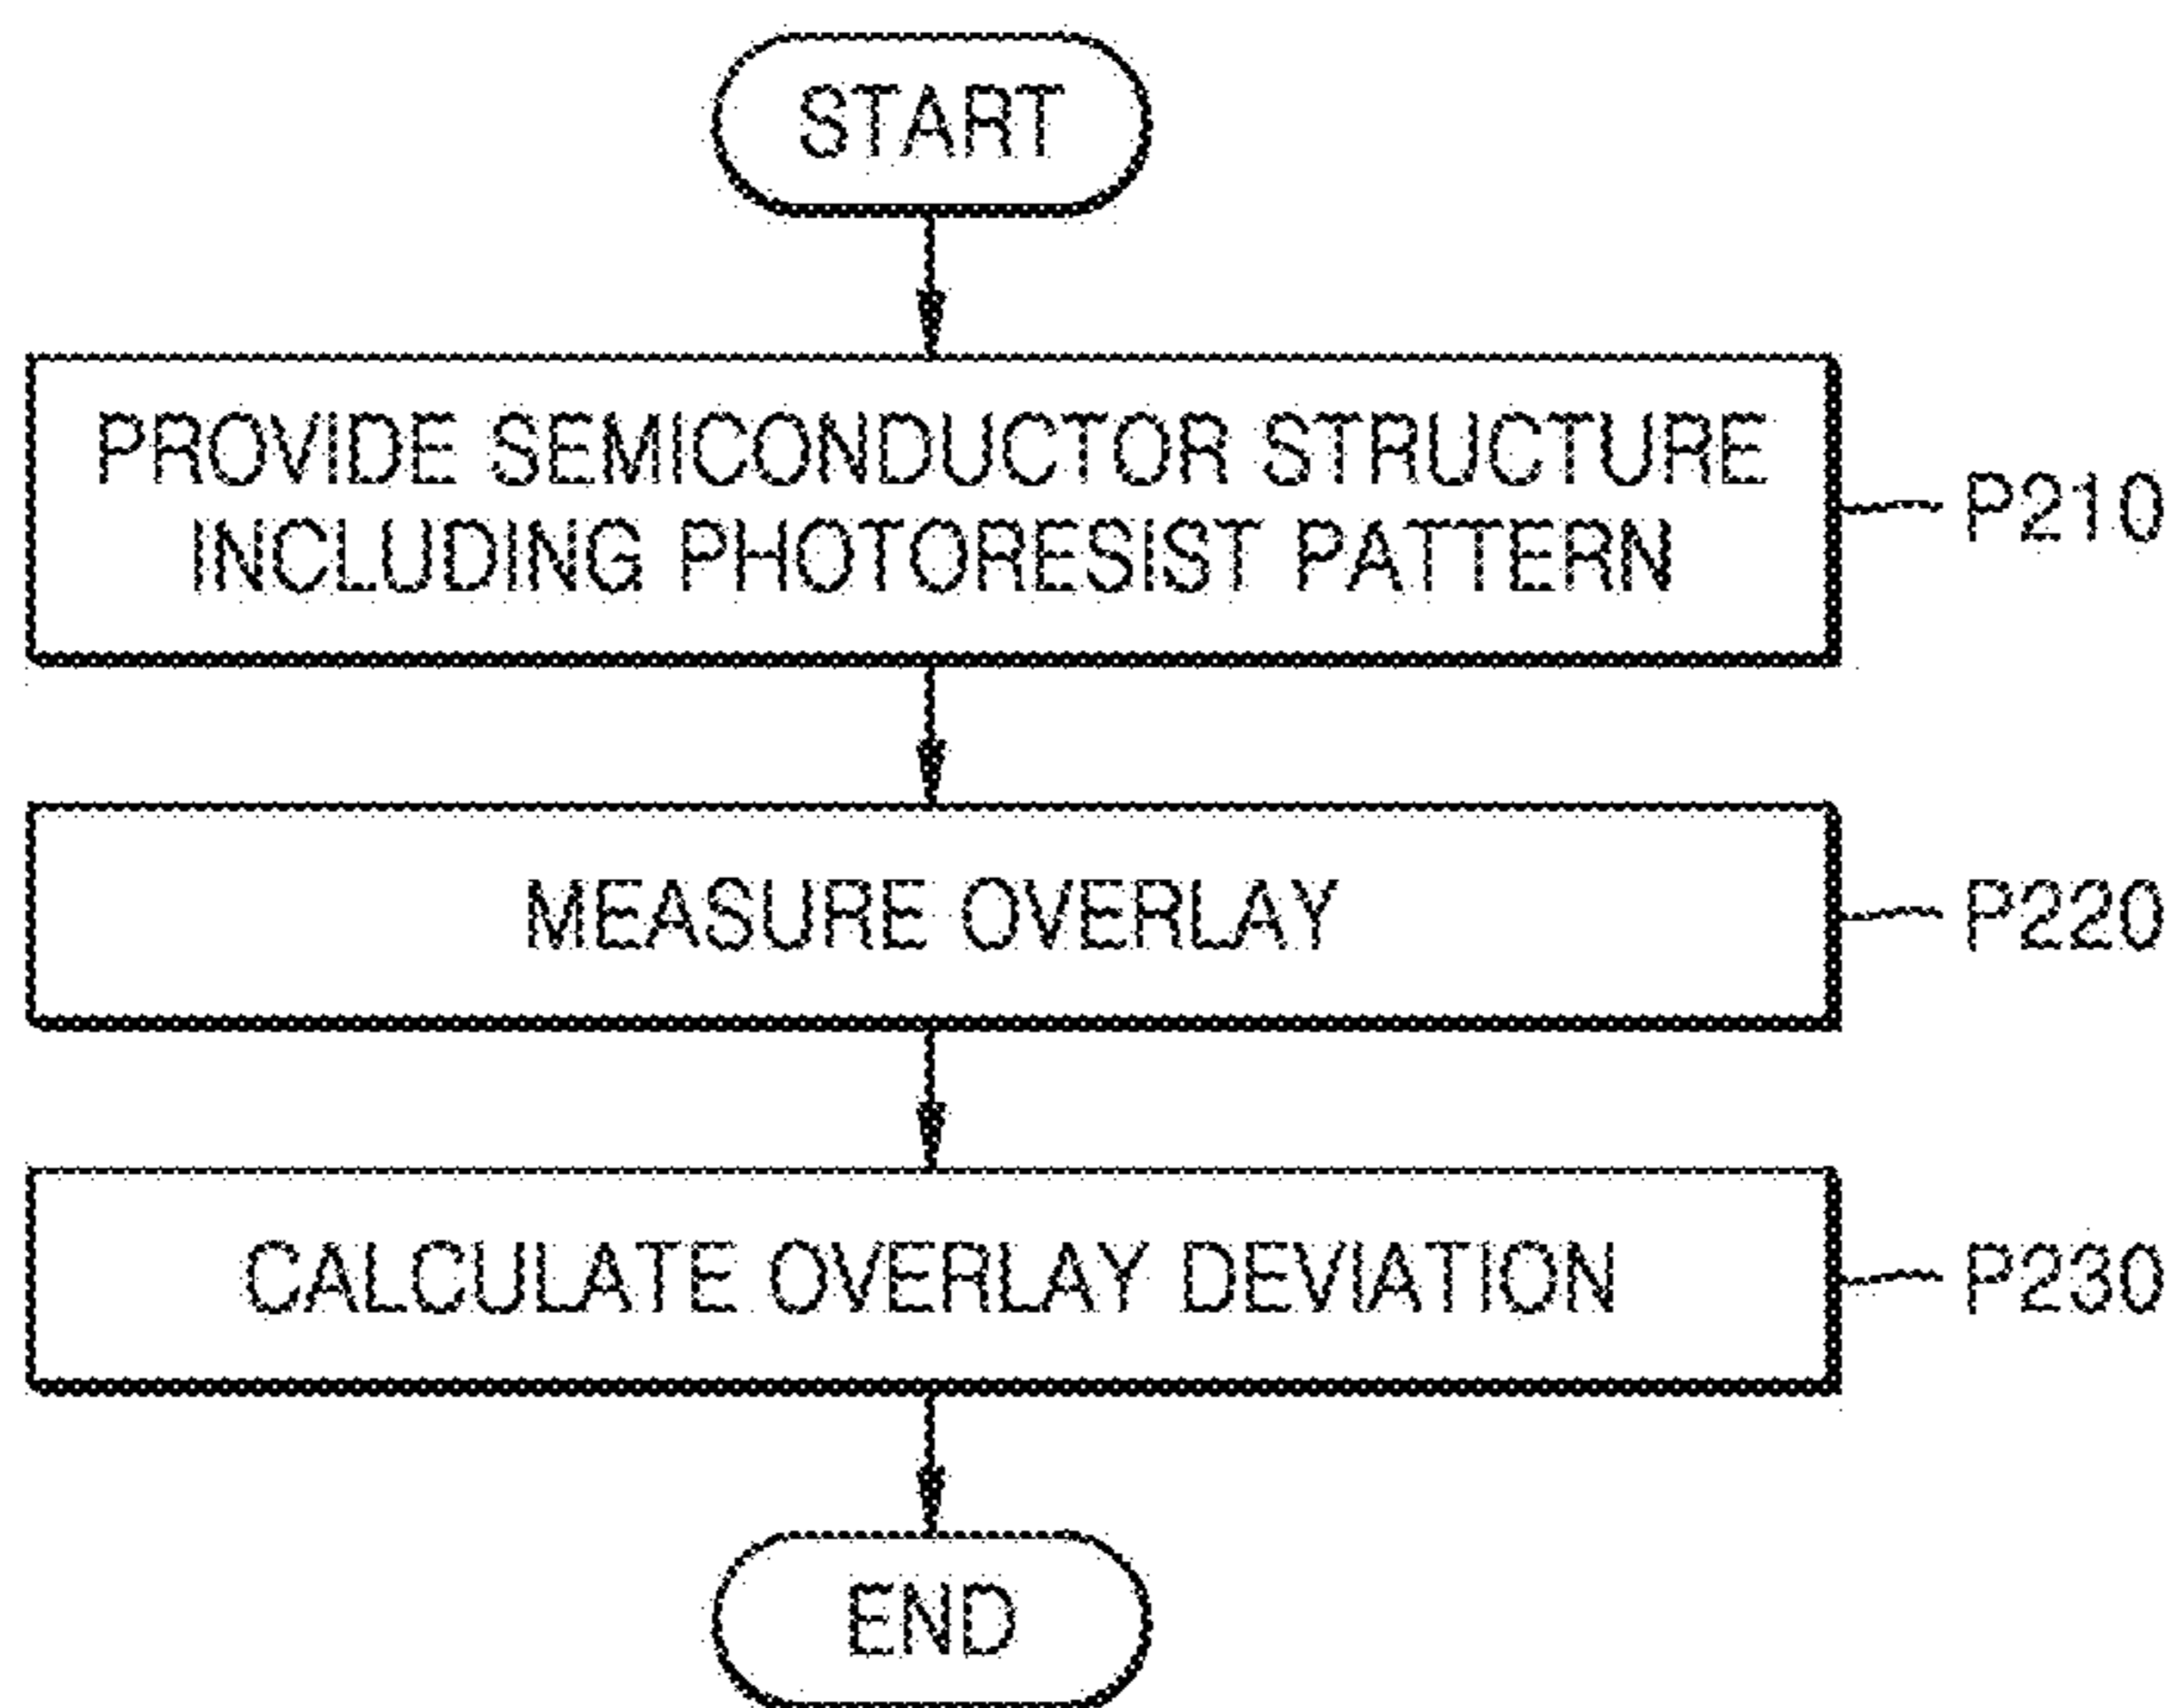 START
PROVIDE SEMICONDUCTOR STRUCTURE
INCLUDING PHOTORESIST PATTERN
P210
MEASURE OVERLAY
P220
CALCULATE OVERLAY DEVIATION
P230
END